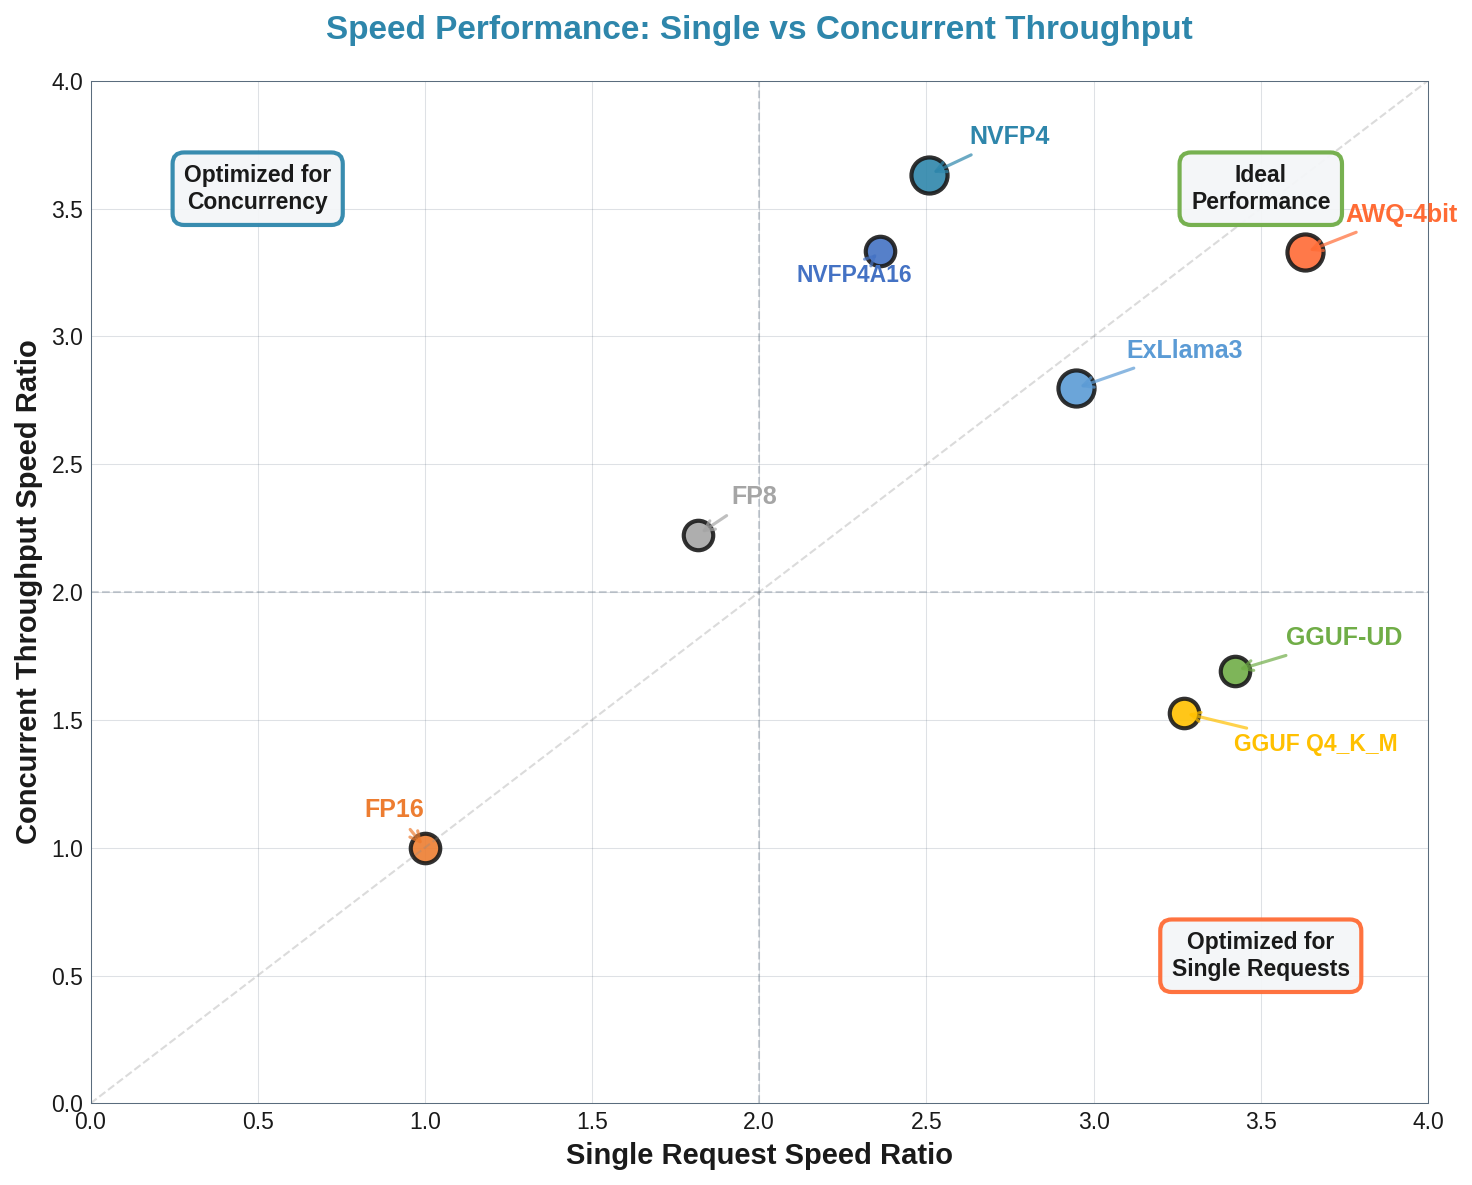 Speed Performance: Single vs Concurrent Throughput
4.0
NVFP4
Optimized for
Concurrency
Ideal
Performance
3.5
AWQ-4bit
NVFP4A16
3.0
ExLlama3
2.5
FP8
Concurrent Throughput Speed Ratio
2.0
GGUF-UD
1.5
GGUF Q4_K_M
FP16
1.0
Optimized for
Single Requests
0.5
0.0
0.0 0.5 1.0 1.5 2.0 2.5 3.0 3.5 4.0
Single Request Speed Ratio